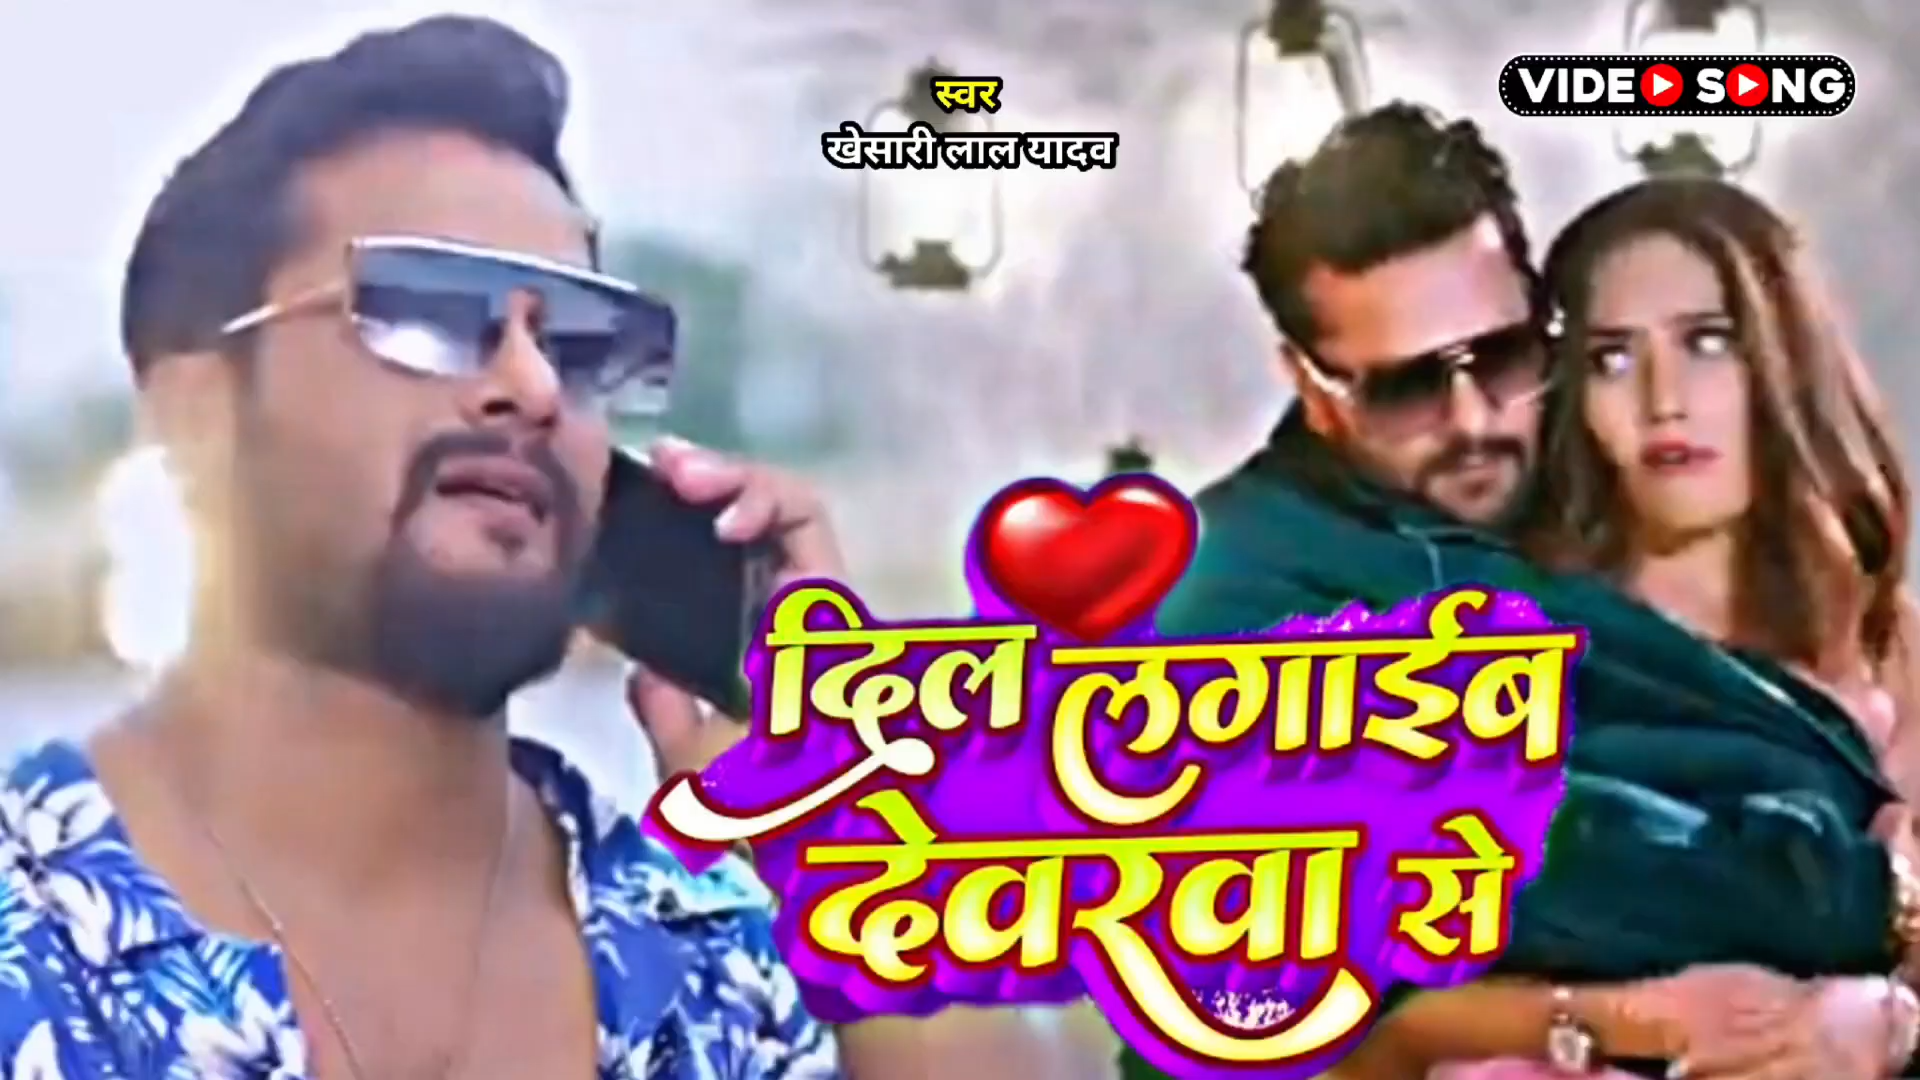 स्वर
खेसारी लाल यादव
VIDEO SONG
दिल लगाईब
देवरवा से